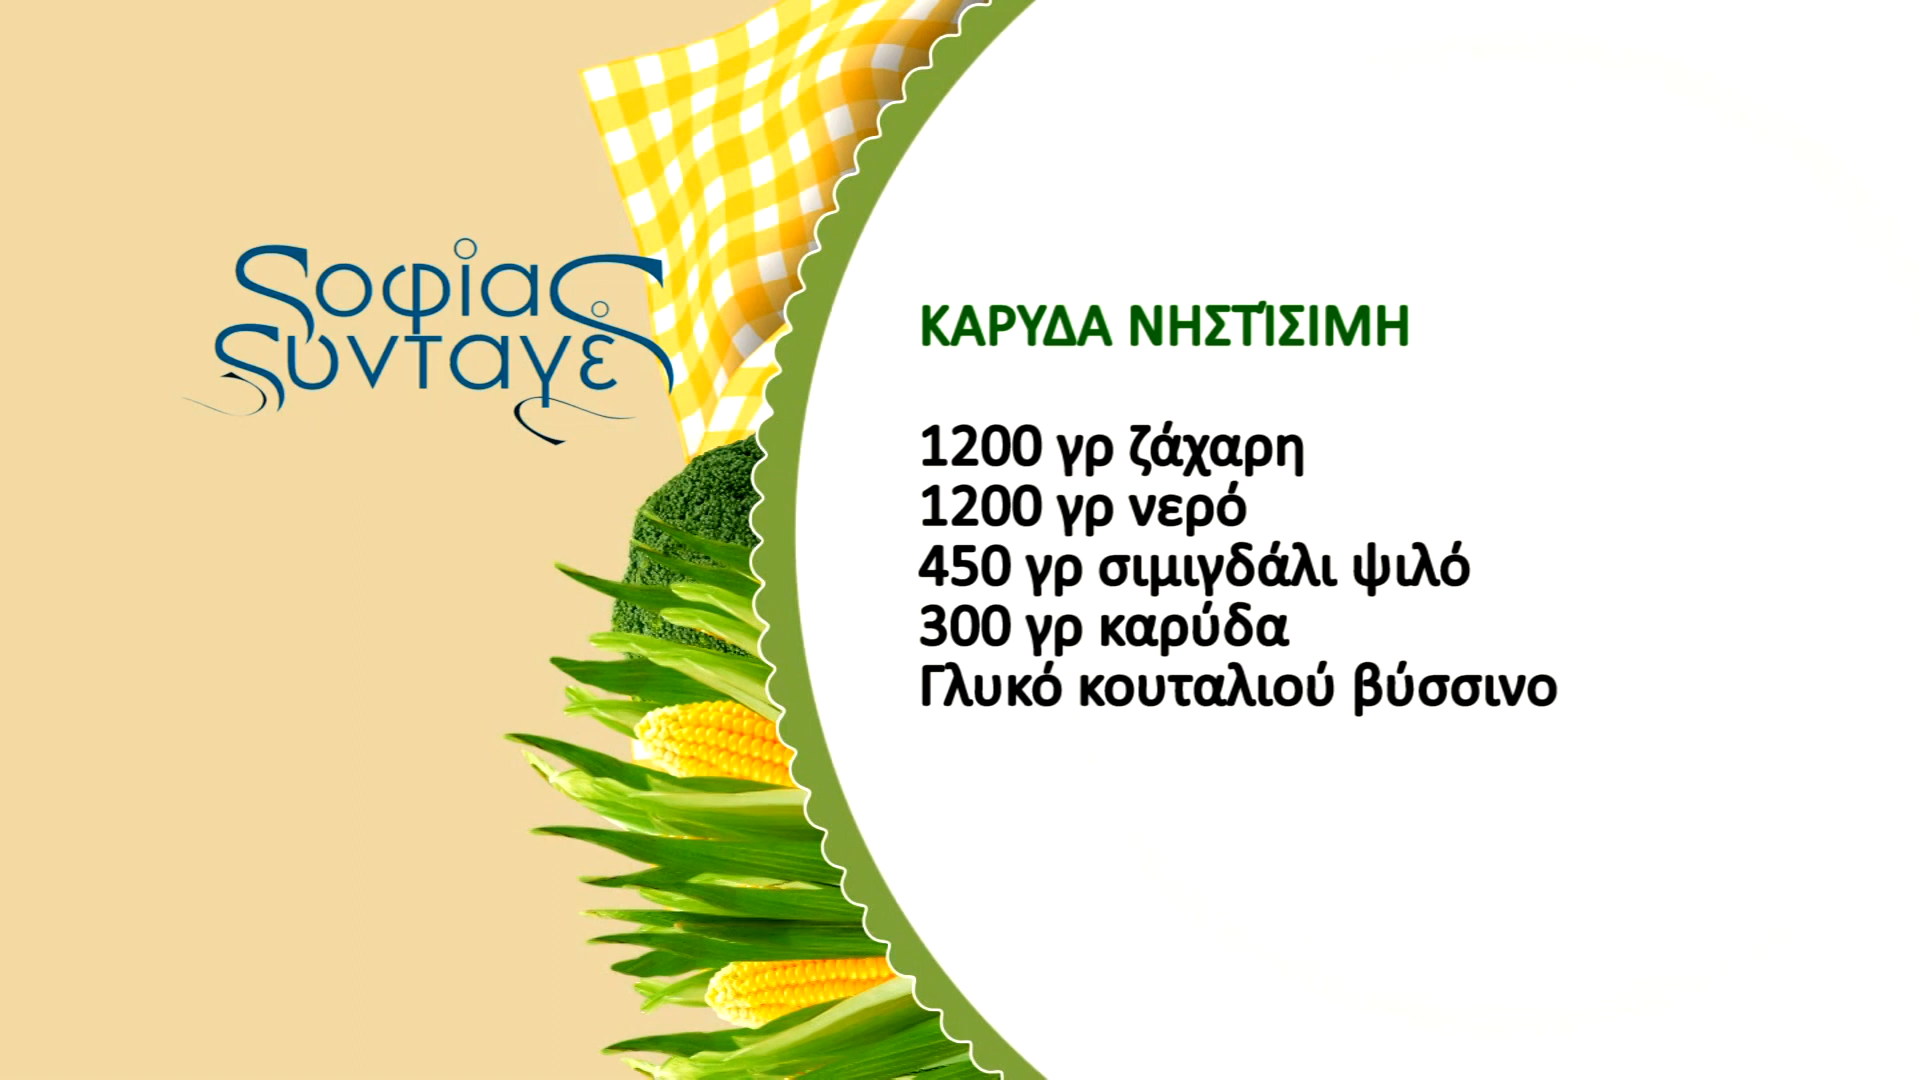 Σοφίας
Συνταγές
ΚΑΡΥΔΑ ΝΗΣΤΊΣΙΜΗ
1200 γρ ζάχαρη
1200 γρ νερό
450 γρ σιμιγδάλι ψιλό
300 γρ καρύδα
Γλυκό κουταλιού βύσσινο